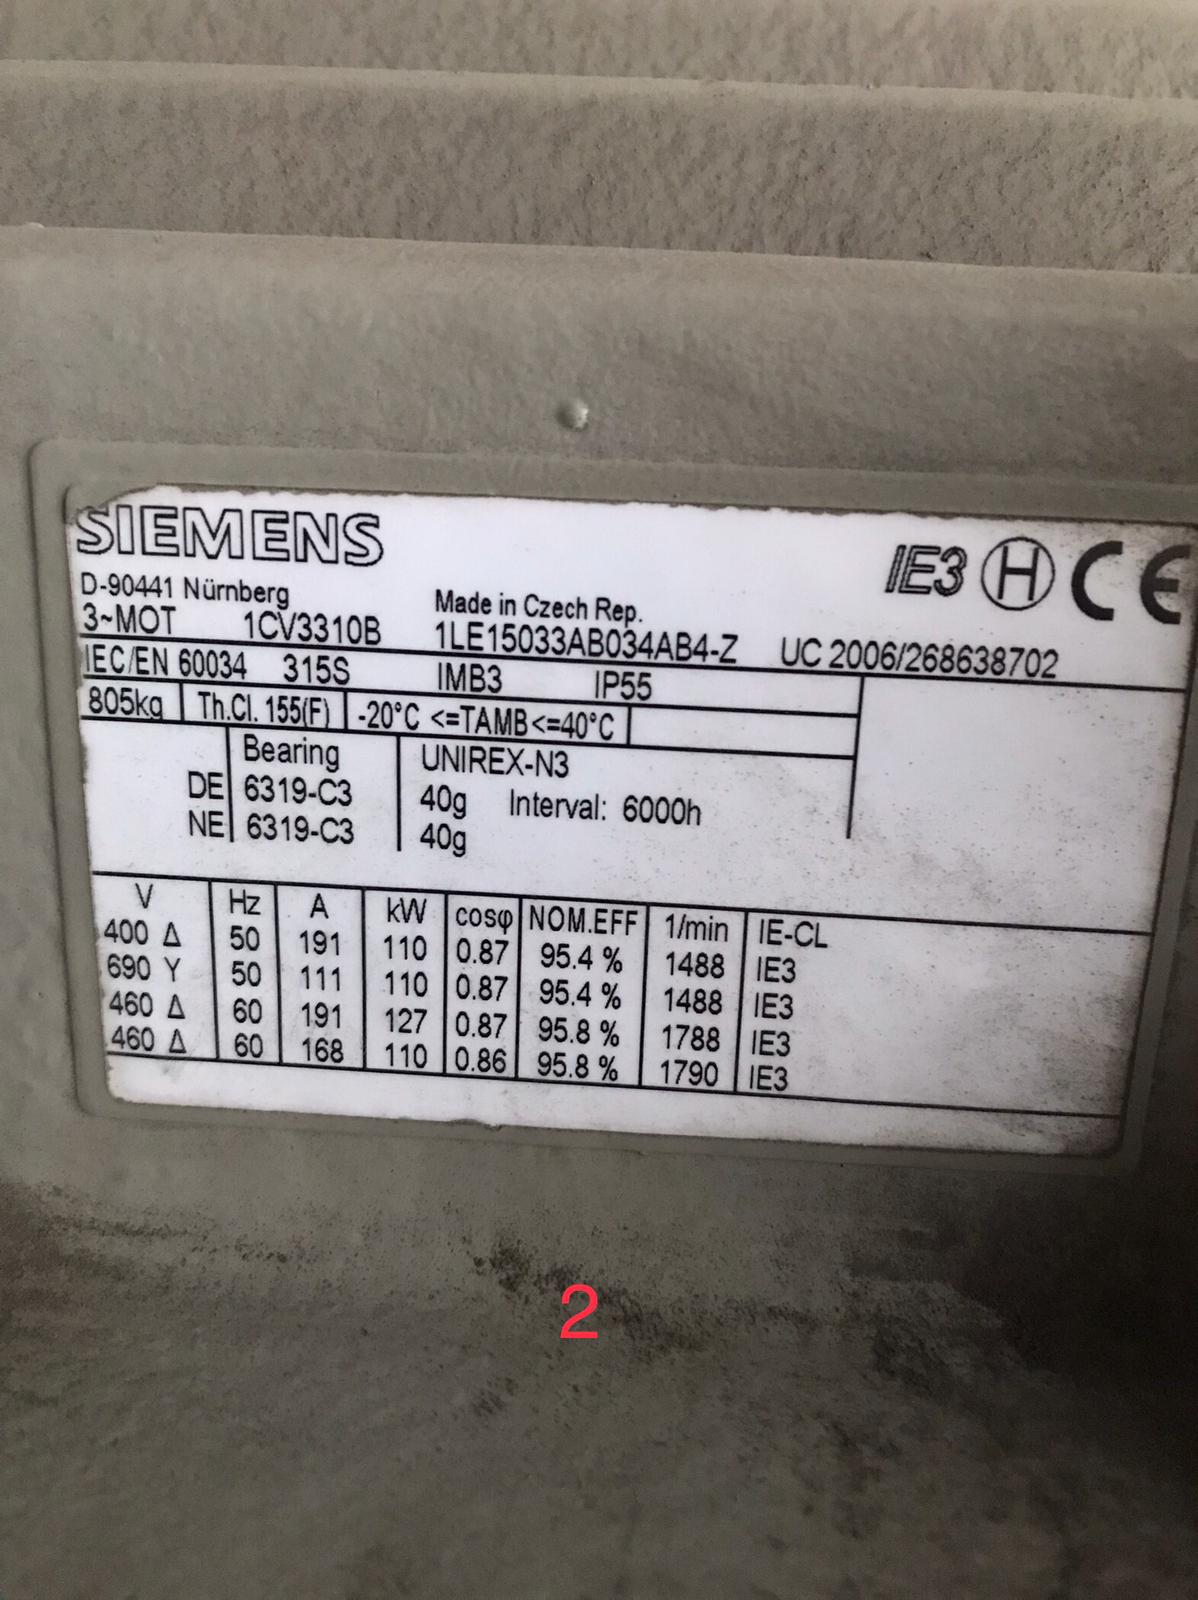 SIEMENS IE3 H CE
D-90441 Nürnberg Made in Czech Rep.
3~MOT 1CV3310B 1LE15033AB034AB4-Z UC 2006/268638702
IEC/EN 60034 315S IMB3 IP55
805kg Th.Cl. 155(F) -20°C <=TAMB<=40°C
Bearing UNIREX-N3
DE 6319-C3 40g Interval: 6000h
NE 6319-C3 40g
V Hz A kW cosφ NOM.EFF 1/min IE-CL
400 Δ 50 191 110 0.87 95.4 % 1488 IE3
690 Y 50 111 110 0.87 95.4 % 1488 IE3
460 Δ 60 191 127 0.87 95.8 % 1788 IE3
460 Δ 60 168 110 0.86 95.8 % 1790 IE3
2